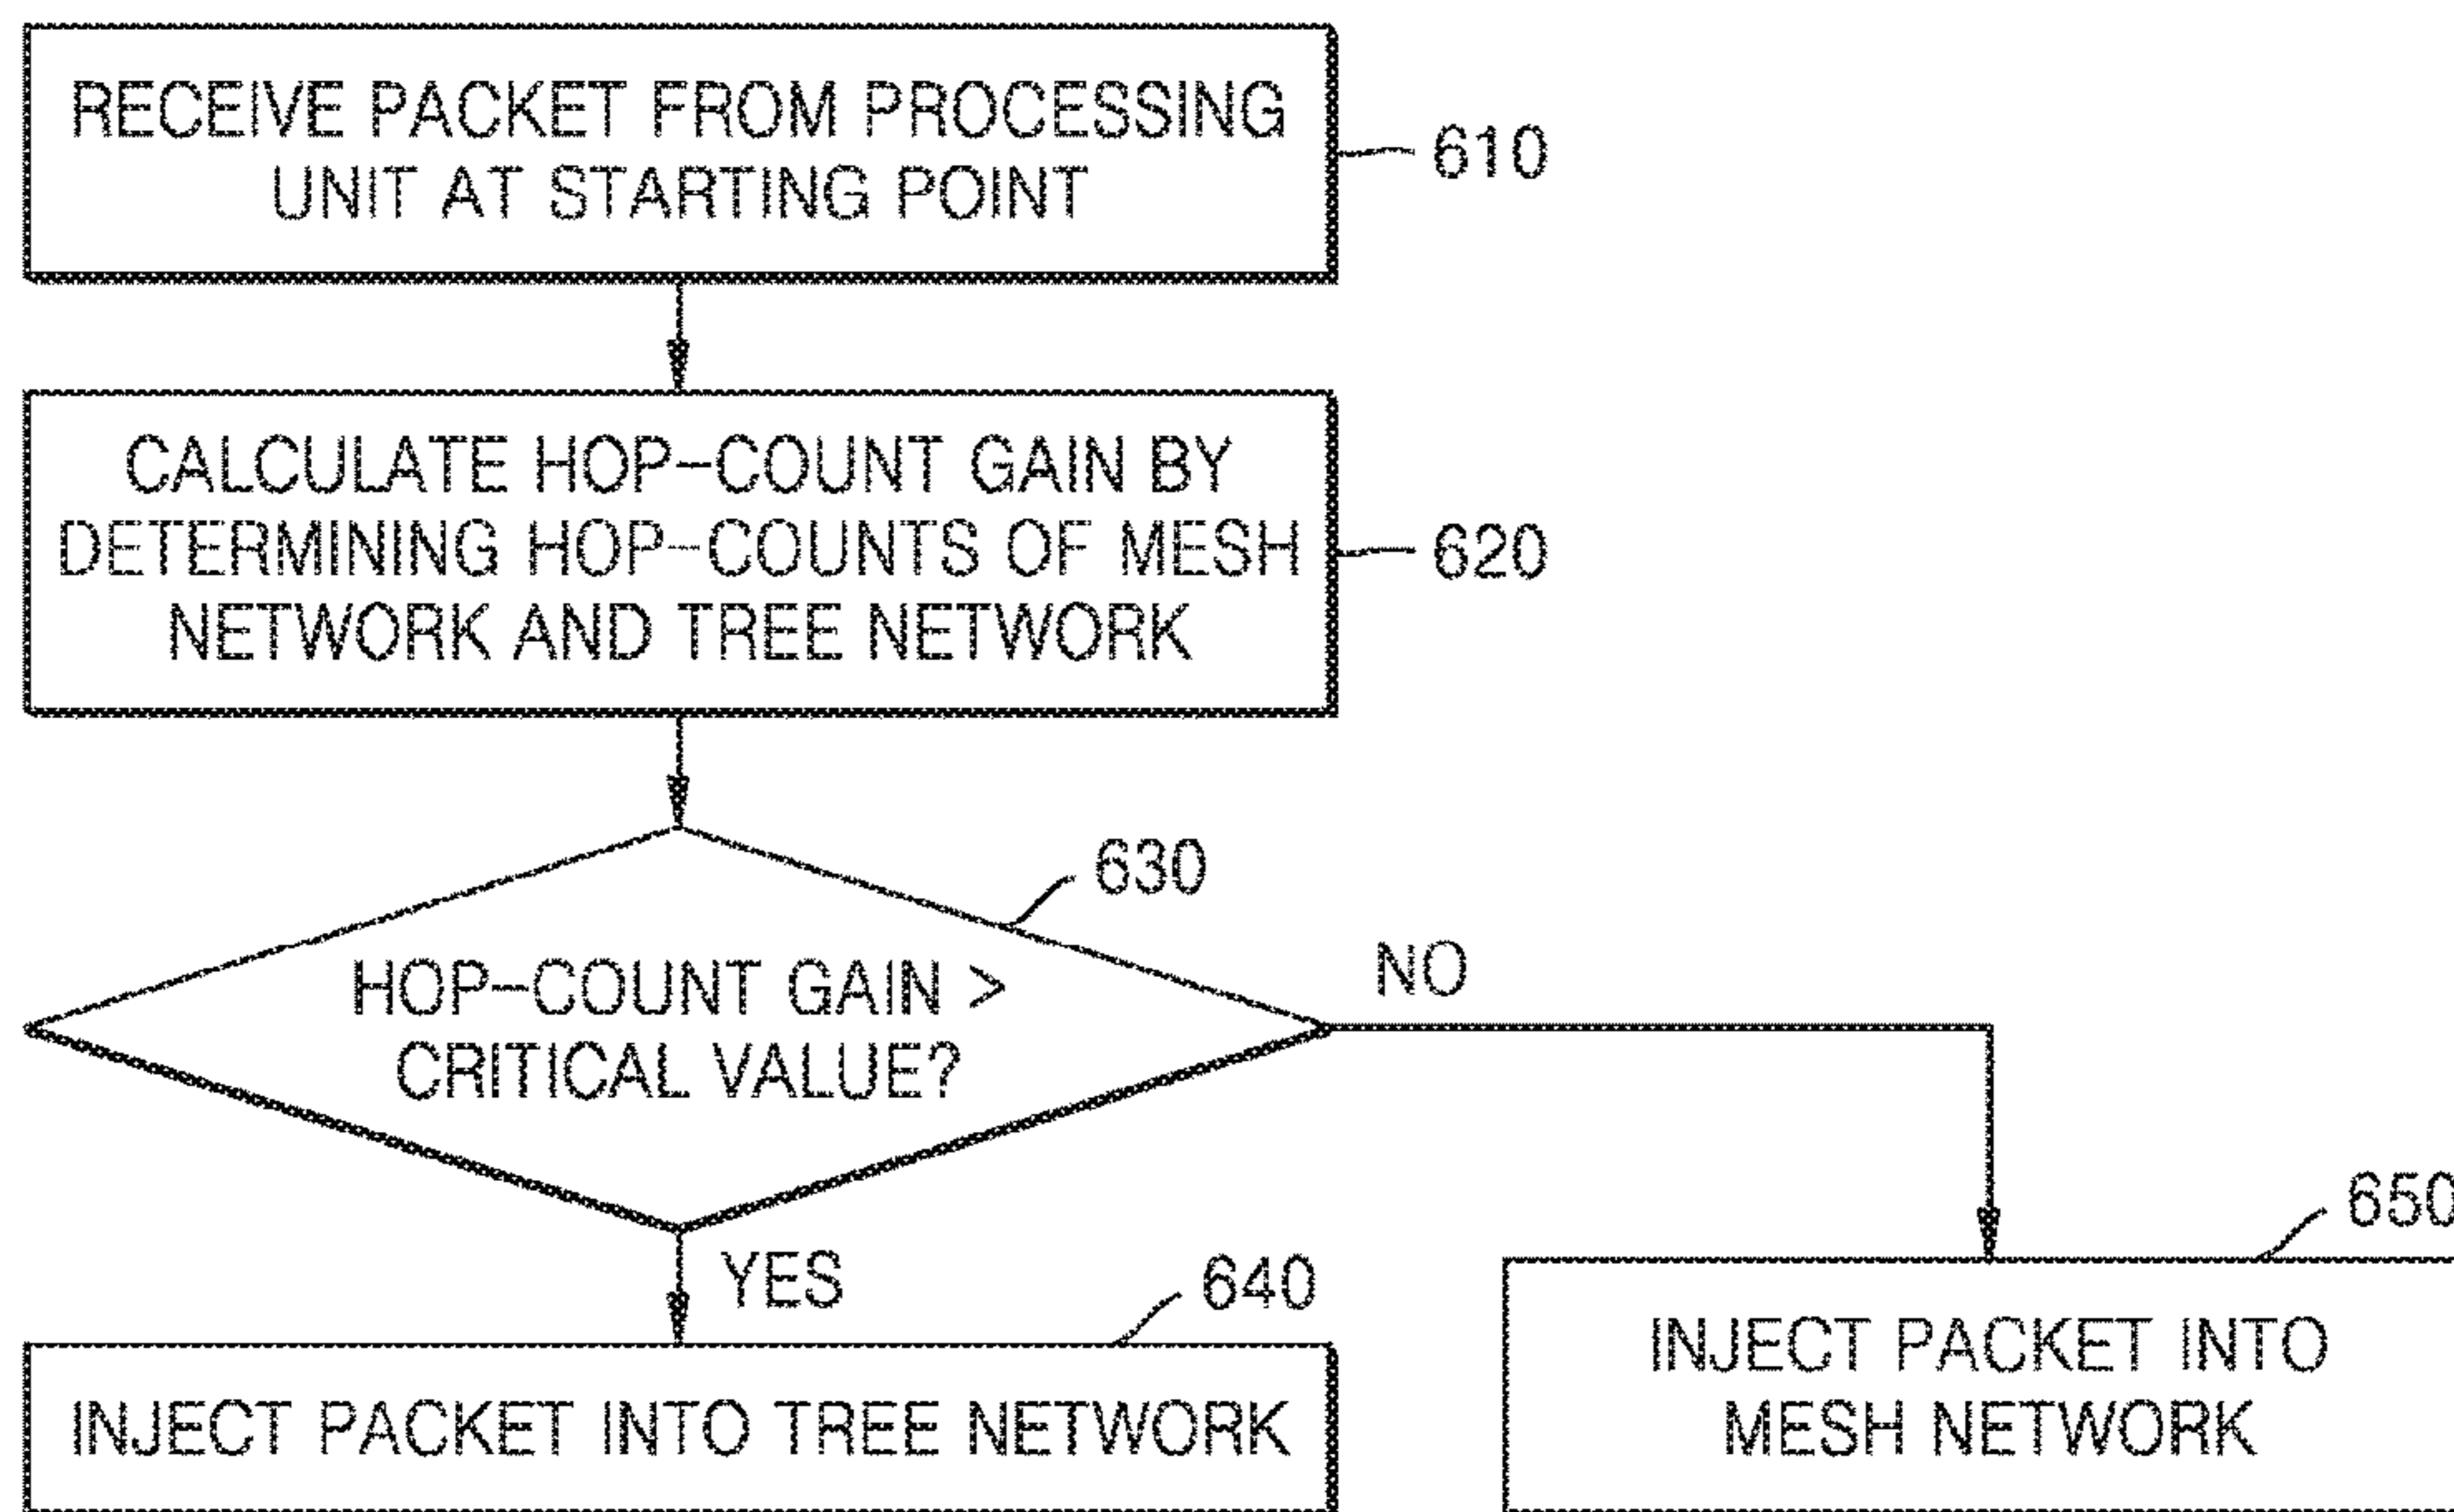 RECEIVE PACKET FROM PROCESSING
UNIT AT STARTING POINT
610
CALCULATE HOP-COUNT GAIN BY
DETERMINING HOP-COUNTS OF MESH
NETWORK AND TREE NETWORK
620
630
HOP-COUNT GAIN >
CRITICAL VALUE?
NO
YES
640
INJECT PACKET INTO TREE NETWORK
650
INJECT PACKET INTO
MESH NETWORK